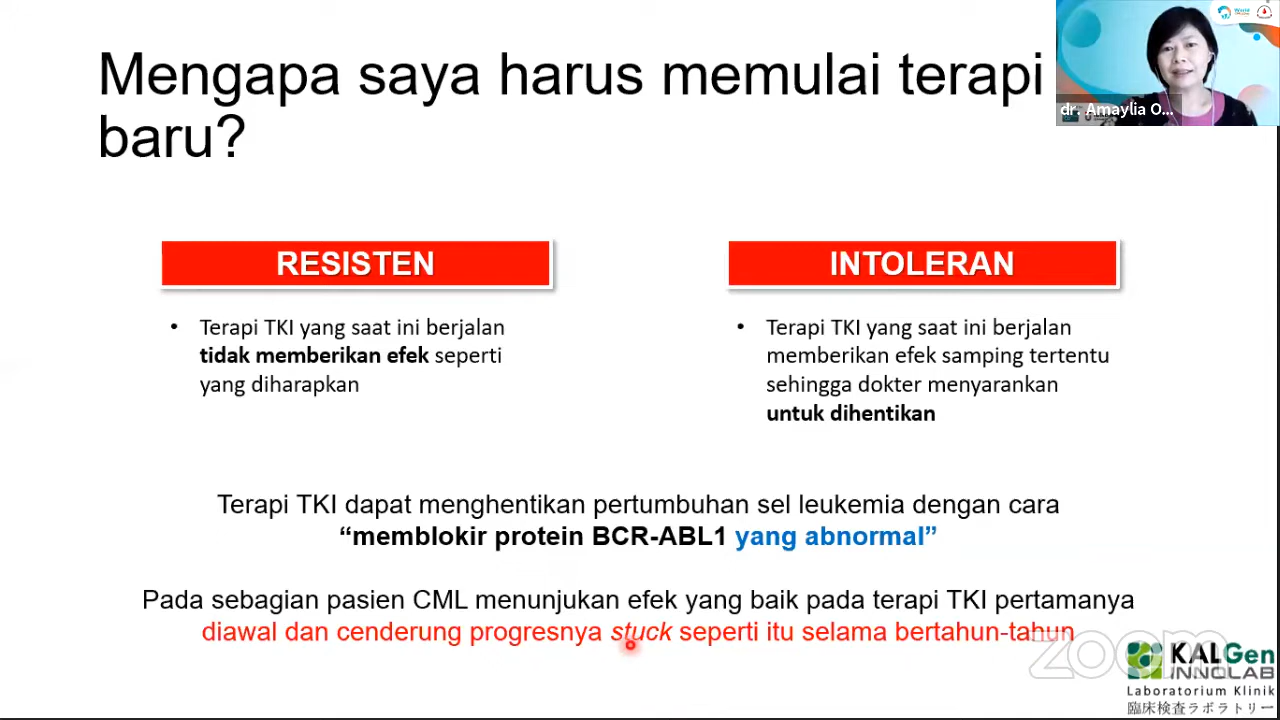 Mengapa saya harus memulai terapi
baru?
dr. Amaylia O...
RESISTEN
• Terapi TKI yang saat ini berjalan
tidak memberikan efek seperti
yang diharapkan
INTOLERAN
• Terapi TKI yang saat ini berjalan
memberikan efek samping tertentu
sehingga dokter menyarankan
untuk dihentikan
Terapi TKI dapat menghentikan pertumbuhan sel leukemia dengan cara
“memblokir protein BCR-ABL1 yang abnormal”
Pada sebagian pasien CML menunjukan efek yang baik pada terapi TKI pertamanya
diawal dan cenderung progresnya stuck seperti itu selama bertahun-tahun
zoom
KALGen
INNOLAB
Laboratorium Klinik
臨床検査ラボラトリー